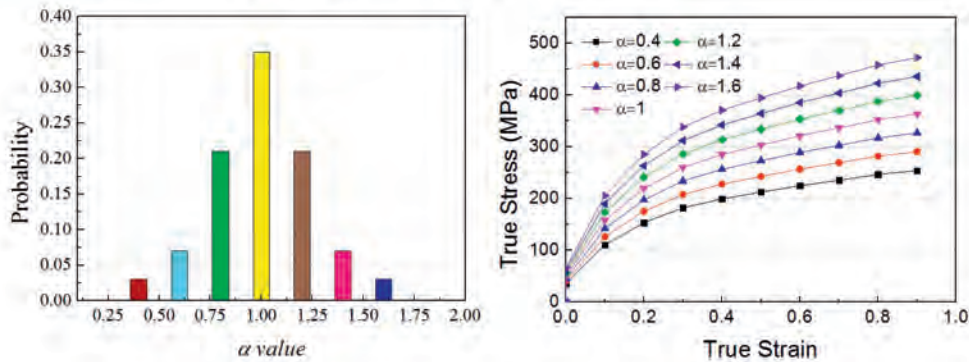 0.40
0.35
0.30
0.25
0.20
0.15
0.10
0.05
0.00
Probability
0.25 0.50 0.75 1.00 1.25 1.50 1.75 2.00
α value
500
400
300
200
100
0
True Stress (MPa)
α=0.4 α=1.2
α=0.6 α=1.4
α=0.8 α=1.6
α=1
0.0 0.2 0.4 0.6 0.8 1.0
True Strain